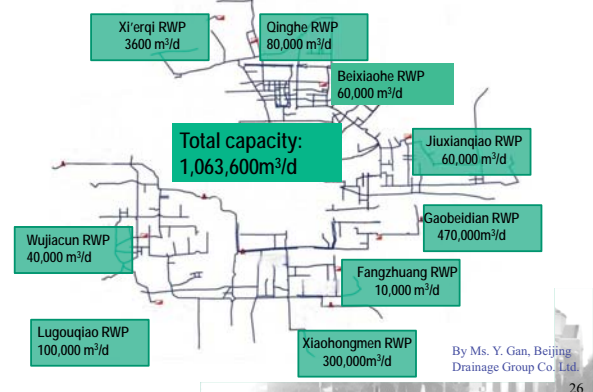 Xi'erqi RWP
3600 m³/d
Qinghe RWP
80,000 m³/d
Beixiaohe RWP
60,000 m³/d
Total capacity:
1,063,600m³/d
Jiuxianqiao RWP
60,000 m³/d
Gaobeidian RWP
470,000m³/d
Wujiacun RWP
40,000 m³/d
Fangzhuang RWP
10,000 m³/d
Lugouqiao RWP
100,000 m³/d
Xiaohongmen RWP
300,000m³/d
By Ms. Y. Gan, Beijing
Drainage Group Co. Ltd.
26